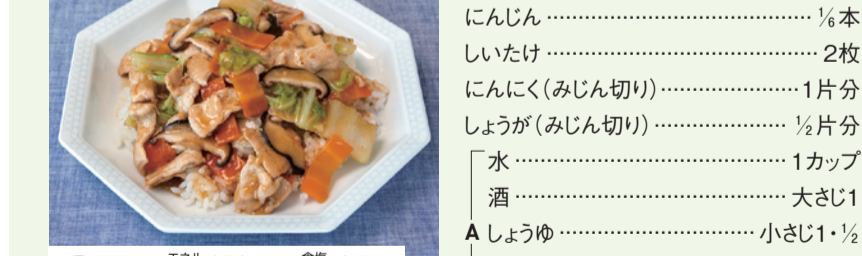 にんじん……………………………… ⅙本
しいたけ……………………………… 2枚
にんにく（みじん切り）………………1片分
しょうが（みじん切り）……………… ½片分
水……………………………… 1カップ
酒……………………………… 大さじ1
A しょうゆ……………………… 小さじ1・½